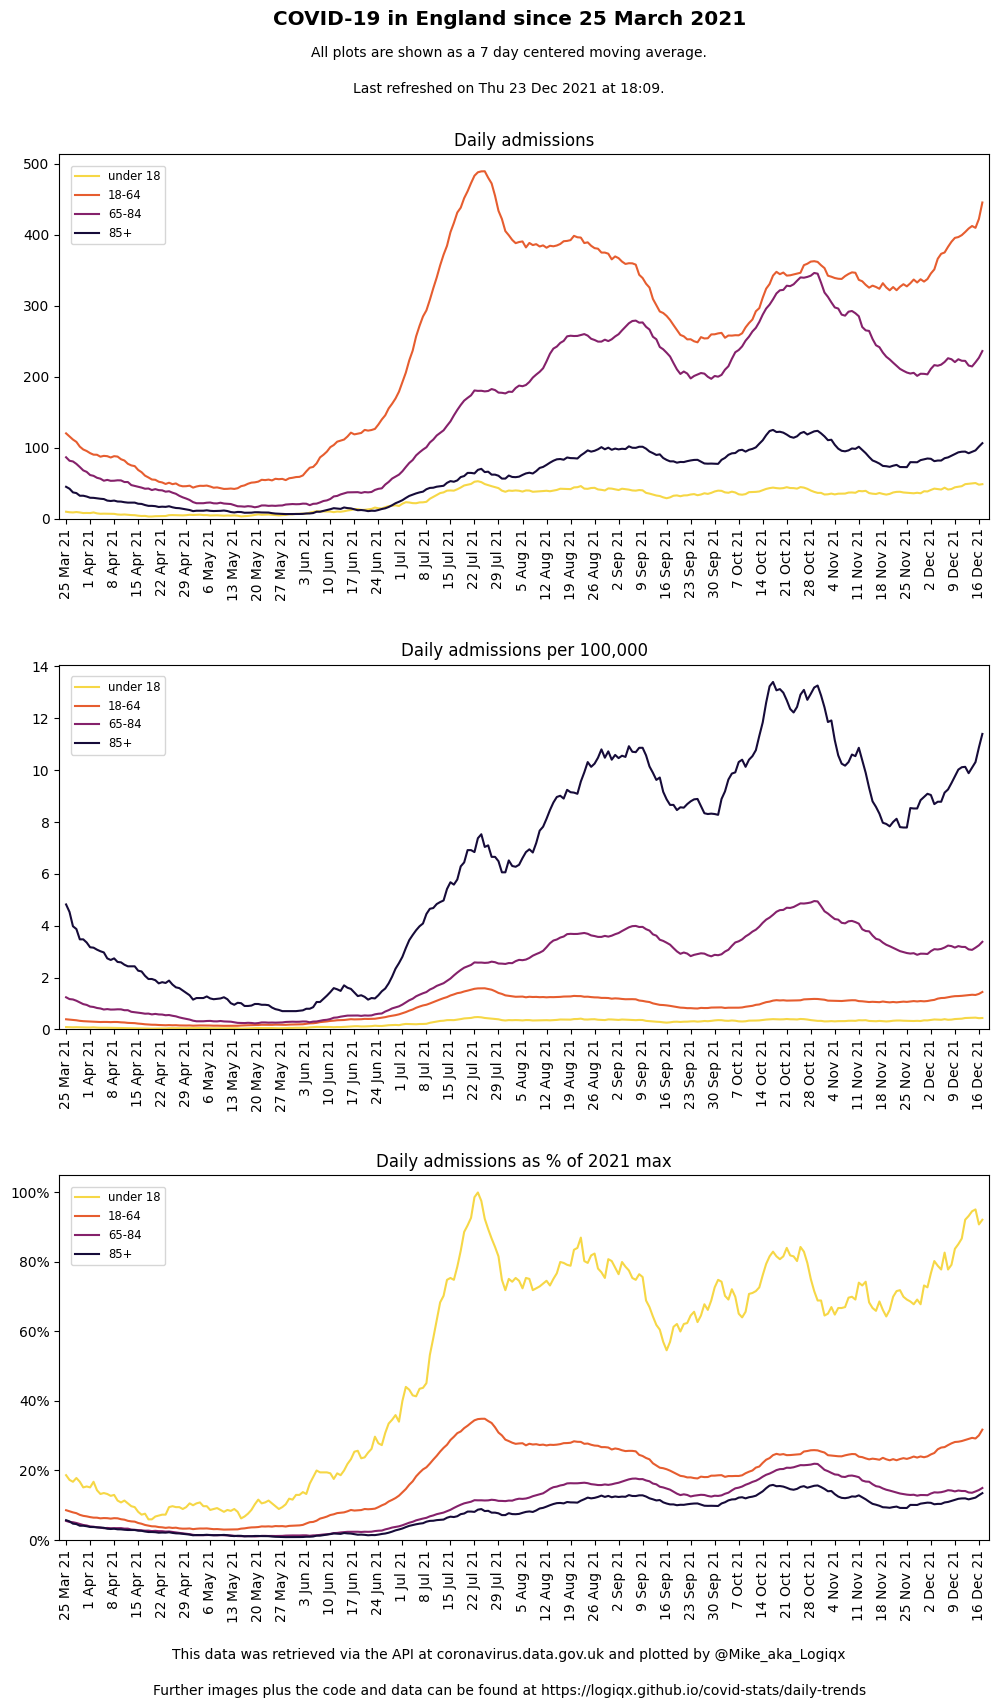 COVID-19 in England since 25 March 2021
All plots are shown as a 7 day centered moving average.
Last refreshed on Thu 23 Dec 2021 at 18:09.
Daily admissions
500
400
300
200
100
0
under 18
18-64
65-84
85+
25 Mar 21
1 Apr 21
8 Apr 21
15 Apr 21
22 Apr 21
29 Apr 21
6 May 21
13 May 21
20 May 21
27 May 21
3 Jun 21
10 Jun 21
17 Jun 21
24 Jun 21
1 Jul 21
8 Jul 21
15 Jul 21
22 Jul 21
29 Jul 21
5 Aug 21
12 Aug 21
19 Aug 21
26 Aug 21
2 Sep 21
9 Sep 21
16 Sep 21
23 Sep 21
30 Sep 21
7 Oct 21
14 Oct 21
21 Oct 21
28 Oct 21
4 Nov 21
11 Nov 21
18 Nov 21
25 Nov 21
2 Dec 21
9 Dec 21
16 Dec 21
Daily admissions per 100,000
14
12
10
8
6
4
2
0
under 18
18-64
65-84
85+
25 Mar 21
1 Apr 21
8 Apr 21
15 Apr 21
22 Apr 21
29 Apr 21
6 May 21
13 May 21
20 May 21
27 May 21
3 Jun 21
10 Jun 21
17 Jun 21
24 Jun 21
1 Jul 21
8 Jul 21
15 Jul 21
22 Jul 21
29 Jul 21
5 Aug 21
12 Aug 21
19 Aug 21
26 Aug 21
2 Sep 21
9 Sep 21
16 Sep 21
23 Sep 21
30 Sep 21
7 Oct 21
14 Oct 21
21 Oct 21
28 Oct 21
4 Nov 21
11 Nov 21
18 Nov 21
25 Nov 21
2 Dec 21
9 Dec 21
16 Dec 21
Daily admissions as % of 2021 max
100%
80%
60%
40%
20%
0%
under 18
18-64
65-84
85+
25 Mar 21
1 Apr 21
8 Apr 21
15 Apr 21
22 Apr 21
29 Apr 21
6 May 21
13 May 21
20 May 21
27 May 21
3 Jun 21
10 Jun 21
17 Jun 21
24 Jun 21
1 Jul 21
8 Jul 21
15 Jul 21
22 Jul 21
29 Jul 21
5 Aug 21
12 Aug 21
19 Aug 21
26 Aug 21
2 Sep 21
9 Sep 21
16 Sep 21
23 Sep 21
30 Sep 21
7 Oct 21
14 Oct 21
21 Oct 21
28 Oct 21
4 Nov 21
11 Nov 21
18 Nov 21
25 Nov 21
2 Dec 21
9 Dec 21
16 Dec 21
This data was retrieved via the API at coronavirus.data.gov.uk and plotted by @Mike_aka_Logiqx
Further images plus the code and data can be found at https://logiqx.github.io/covid-stats/daily-trends